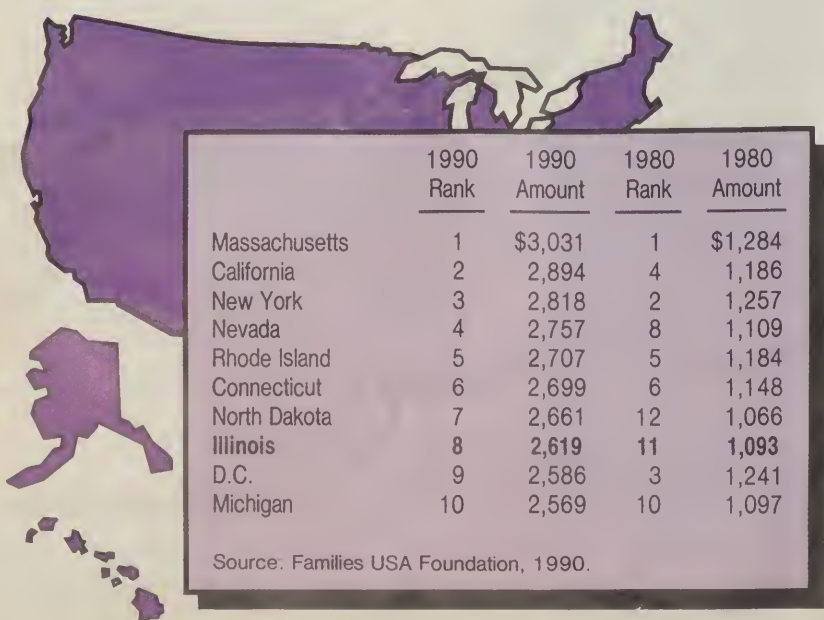 1990 1990 1980 1980
Rank Amount Rank Amount
Massachusetts 1 $3,031 1 $1,284
California 2 2,894 4 1,186
New York 3 2,818 2 1,257
Nevada 4 2,757 8 1,109
Rhode Island 5 2,707 5 1,184
Connecticut 6 2,699 6 1,148
North Dakota 7 2,661 12 1,066
Illinois 8 2,619 11 1,093
D.C. 9 2,586 3 1,241
Michigan 10 2,569 10 1,097
Source: Families USA Foundation, 1990.